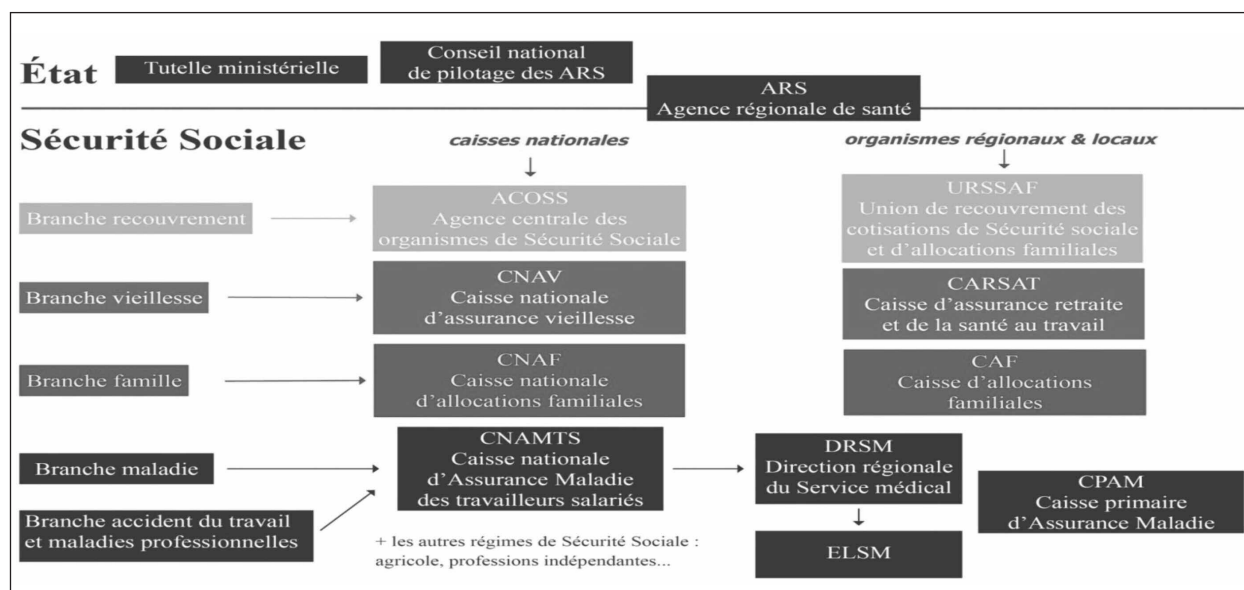 État
Tutelle ministérielle
Conseil national
de pilotage des ARS
ARS
Agence régionale de santé
Sécurité Sociale
caisses nationales
organismes régionaux & locaux
Branche recouvrement
ACOSS
Agence centrale des
organismes de Sécurité Sociale
URSSAF
Union de recouvrement des
cotisations de Sécurité sociale
et d'allocations familiales
Branche vieillesse
CNAV
Caisse nationale
d'assurance vieillesse
CARSAT
Caisse d'assurance retraite
et de la santé au travail
Branche famille
CNAF
Caisse nationale
d'allocations familiales
CAF
Caisse d'allocations
familiales
Branche maladie
Branche accident du travail
et maladies professionnelles
CNAMTS
Caisse nationale
d'Assurance Maladie
des travailleurs salariés
+ les autres régimes de Sécurité Sociale :
agricole, professions indépendantes...
DRSM
Direction régionale
du Service médical
ELSM
CPAM
Caisse primaire
d'Assurance Maladie